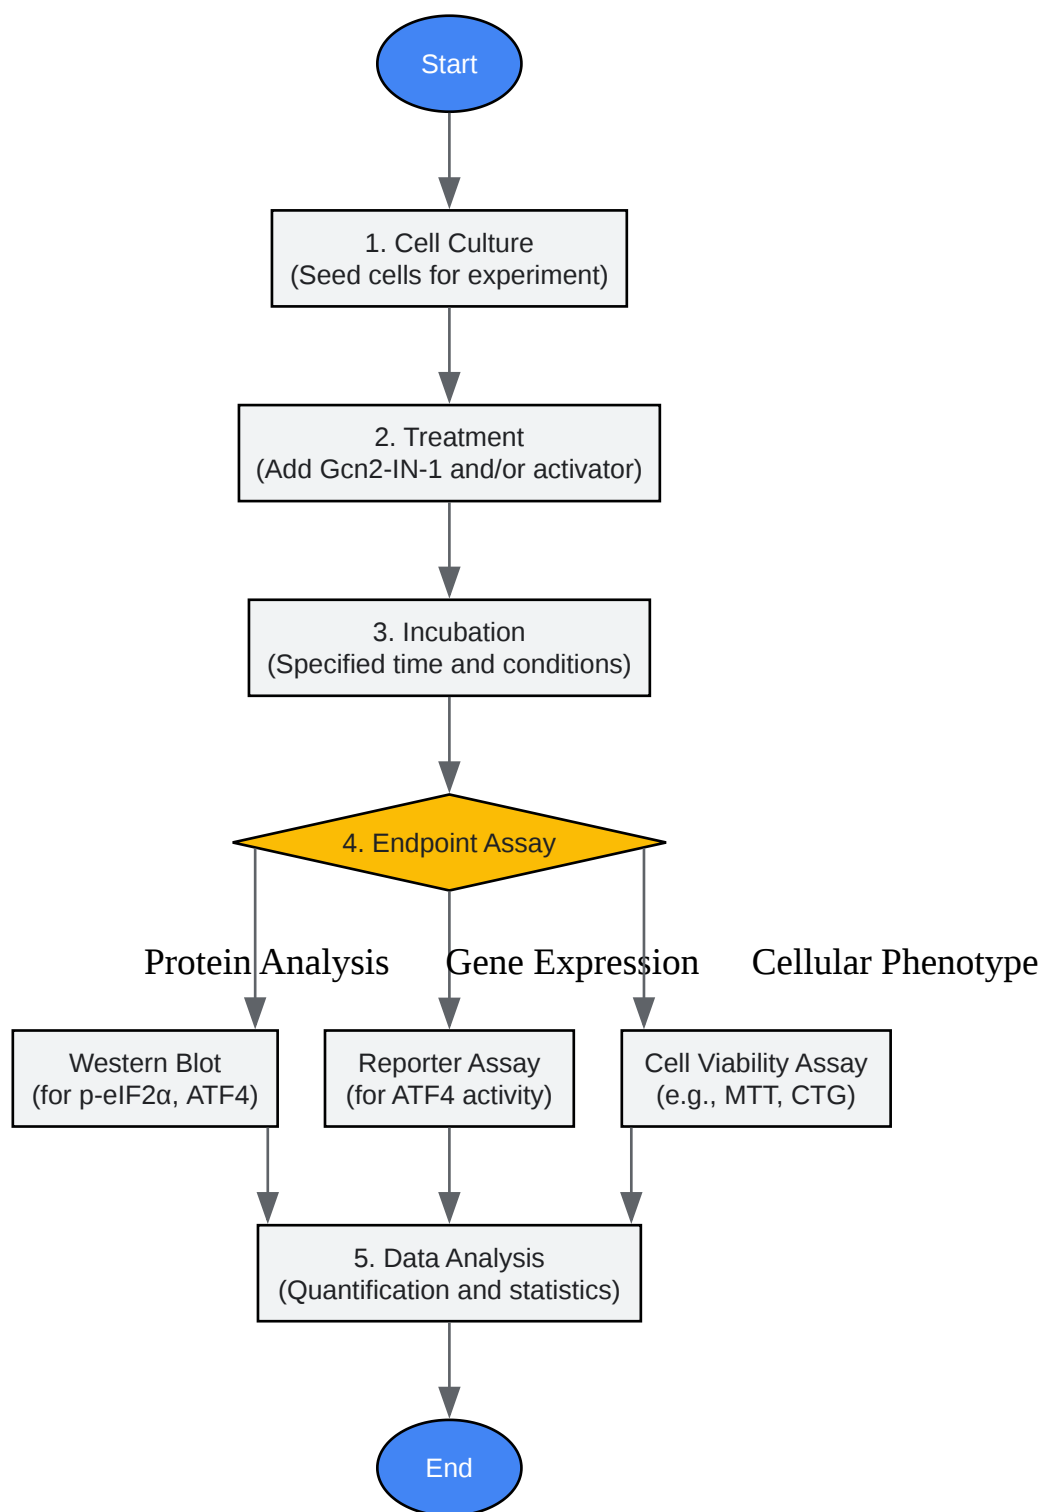 Start
1. Cell Culture
(Seed cells for experiment)
2. Treatment
(Add Gcn2-IN-1 and/or activator)
3. Incubation
(Specified time and conditions)
4. Endpoint Assay
Protein Analysis
Gene Expression
Cellular Phenotype
Western Blot
(for p-eIF2α, ATF4)
Reporter Assay
(for ATF4 activity)
Cell Viability Assay
(e.g., MTT, CTG)
5. Data Analysis
(Quantification and statistics)
End